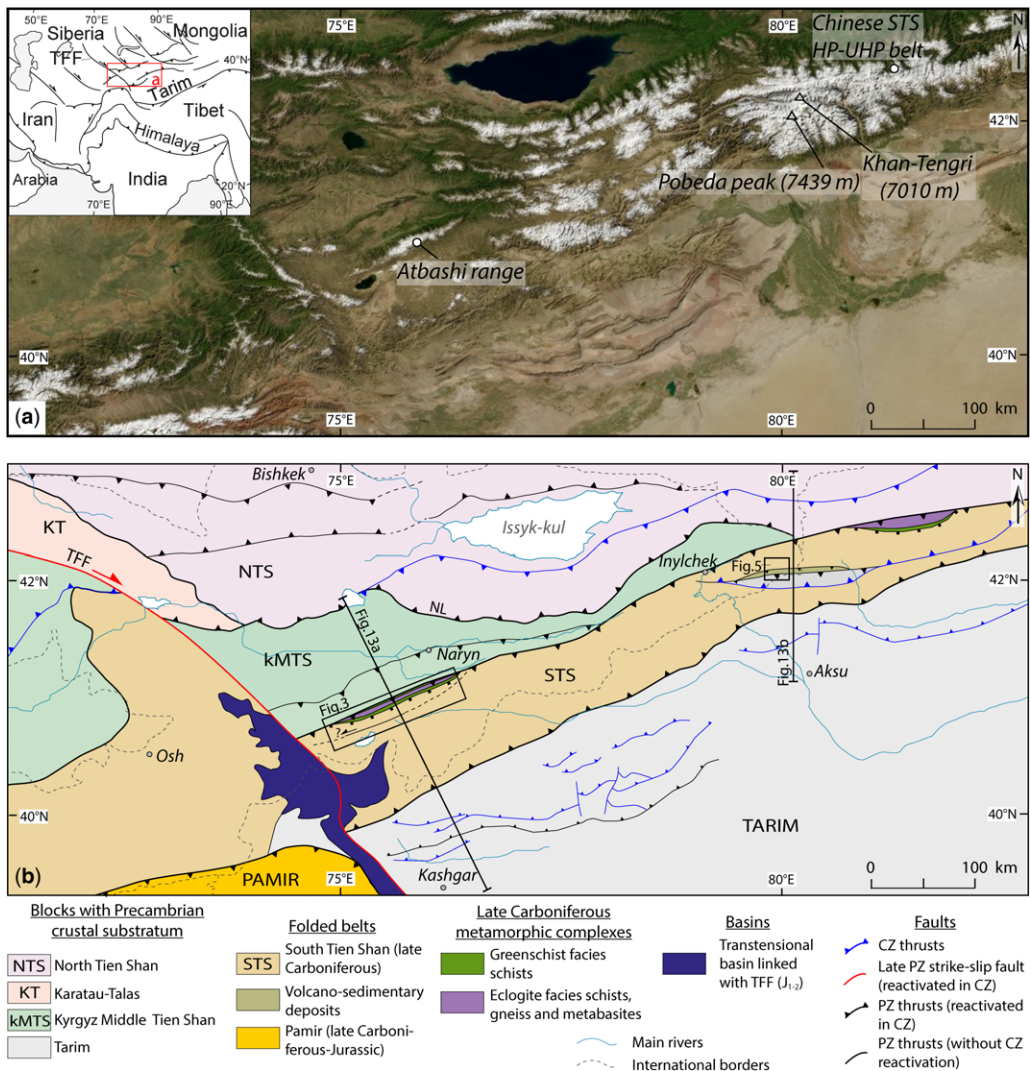 50°E
70°E
90°E
Siberia
Mongolia
TFF
40°N
a
Tarim
Iran
Tibet
Himalaya
Arabia
India
20°N
70°E
90°E
75°E
80°E
Chinese STS
HP-UHP belt
N
42°N
Khan-Tengri
(7010 m)
Pobeda peak (7439 m)
Atbashi range
40°N
40°N
75°E
80°E
0
100 km
(a)
Bishkek
75°E
80°E
N
KT
Issyk-kul
TFF
NTS
Inylchek
Fig.5
42°N
42°N
NL
Fig.13a
kMTS
Naryn
STS
Fig.13b
Aksu
Fig.3
?
Osh
40°N
40°N
TARIM
(b)
PAMIR
75°E
Kashgar
80°E
0
100 km
Blocks with Precambrian
crustal substratum
NTS North Tien Shan
KT Karatau-Talas
kMTS Kyrgyz Middle Tien Shan
Tarim
Folded belts
STS South Tien Shan (late
Carboniferous)
Volcano-sedimentary
deposits
Pamir (late Carboni-
ferous-Jurassic)
Late Carboniferous
metamorphic complexes
Greenschist facies
schists
Eclogite facies schists,
gneiss and metabasites
Main rivers
International borders
Basins
Transtensional
basin linked
with TFF (J1-2)
Faults
CZ thrusts
Late PZ strike-slip fault
(reactivated in CZ)
PZ thrusts (reactivated
in CZ)
PZ thrusts (without CZ
reactivation)